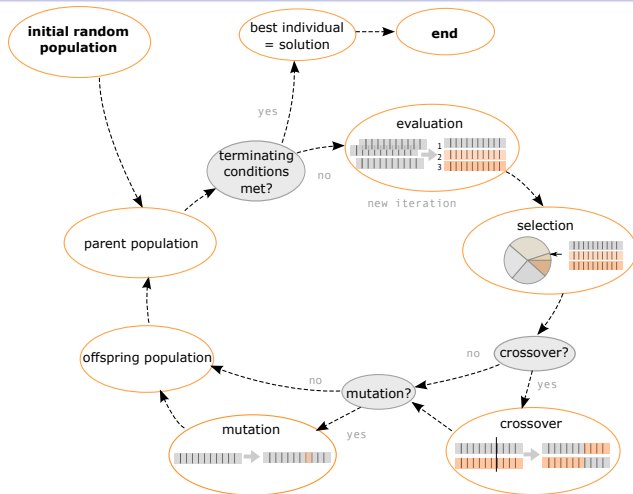 initial random
population
best individual
= solution
end
yes
evaluation
1
2
3
terminating
conditions
met?
no
new iteration
selection
parent population
offspring population
no
crossover?
yes
no
mutation?
yes
mutation
crossover